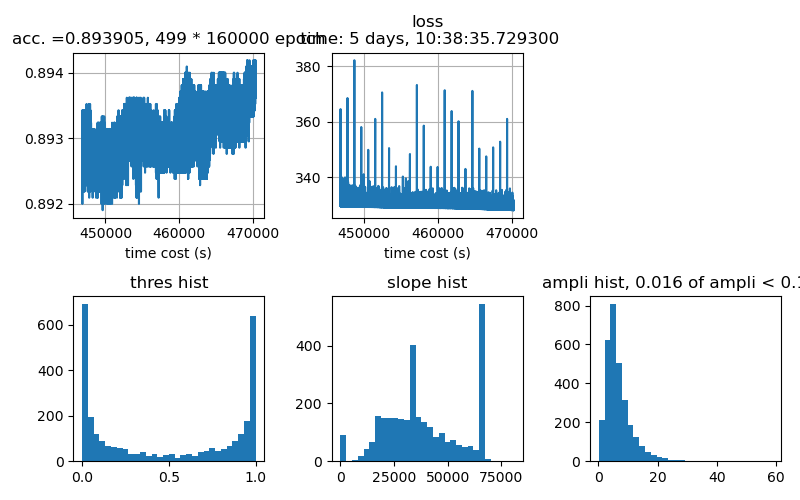 loss
acc. =0.893905, 499 * 160000 epoch
time: 5 days, 10:38:35.729300
0.894
0.893
0.892
450000 460000 470000
time cost (s)
380
360
340
450000 460000 470000
time cost (s)
thres hist
600
400
200
0
0.0 0.5 1.0
slope hist
400
200
0
0 25000 50000 75000
ampli hist, 0.016 of ampli < 0.1
800
600
400
200
0
0 20 40 60